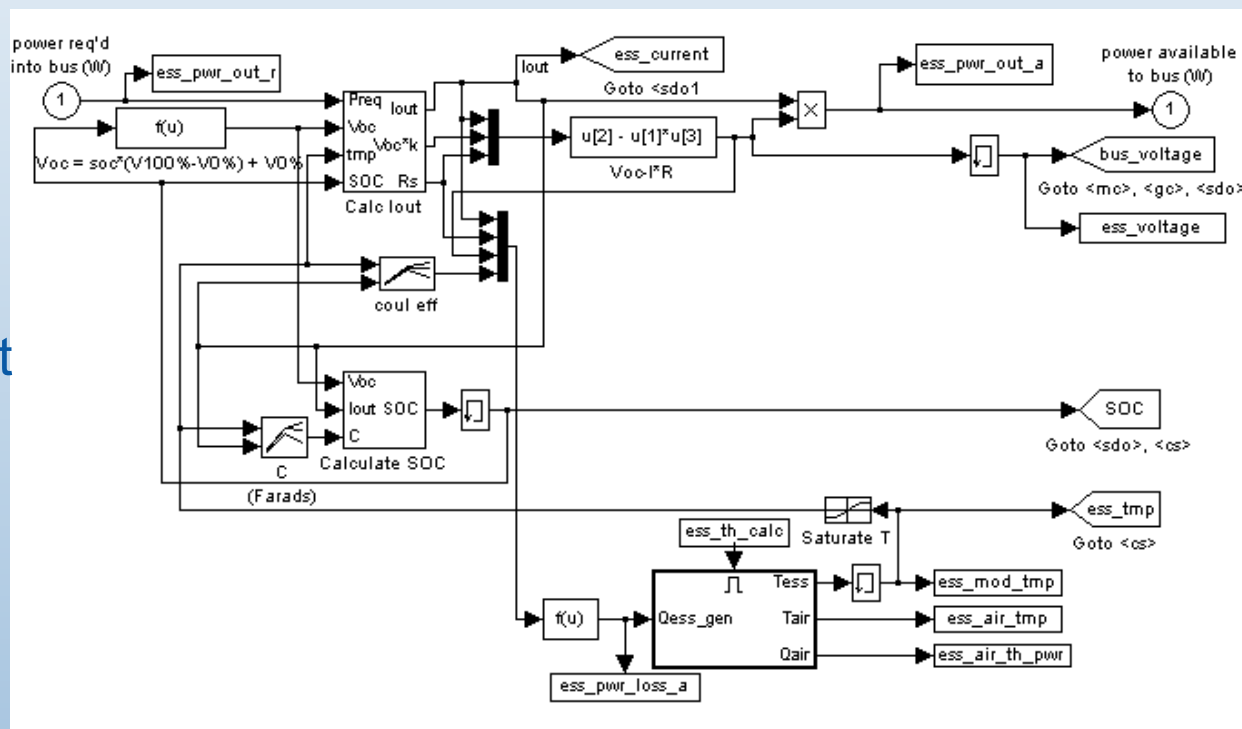 power req'd
into bus (W)
1
ess_pwr_out_r
f(u)
Voc = soc*(V100%-V0%) + V0%
Preq
Iout
Voc
Voc*k
tmp
SOC
Rs
Calc Iout
Iout
ess_current
Goto <sdo1
u[2] - u[1]*u[3]
Voc-I*R
×
ess_pwr_out_a
power available
to bus (W)
1
bus_voltage
Goto <mc>, <gc>, <sdo>
ess_voltage
coul eff
t
Voc
Iout
SOC
C
Calculate SOC
C
(Farads)
SOC
Goto <sdo>, <cs>
Saturate T
ess_tmp
Goto <cs>
ess_th_calc
f(u)
Qess_gen
Tess
Tair
Qair
ess_mod_tmp
ess_air_tmp
ess_air_th_pwr
ess_pwr_loss_a